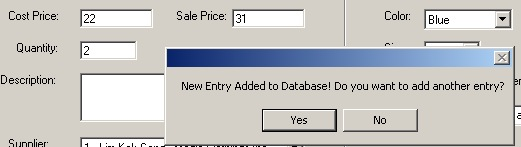 Cost Price: 22 Sale Price: 31 Color: Blue
Quantity: 2
New Entry Added to Database! Do you want to add another entry?
Description:
Yes No
Supplier